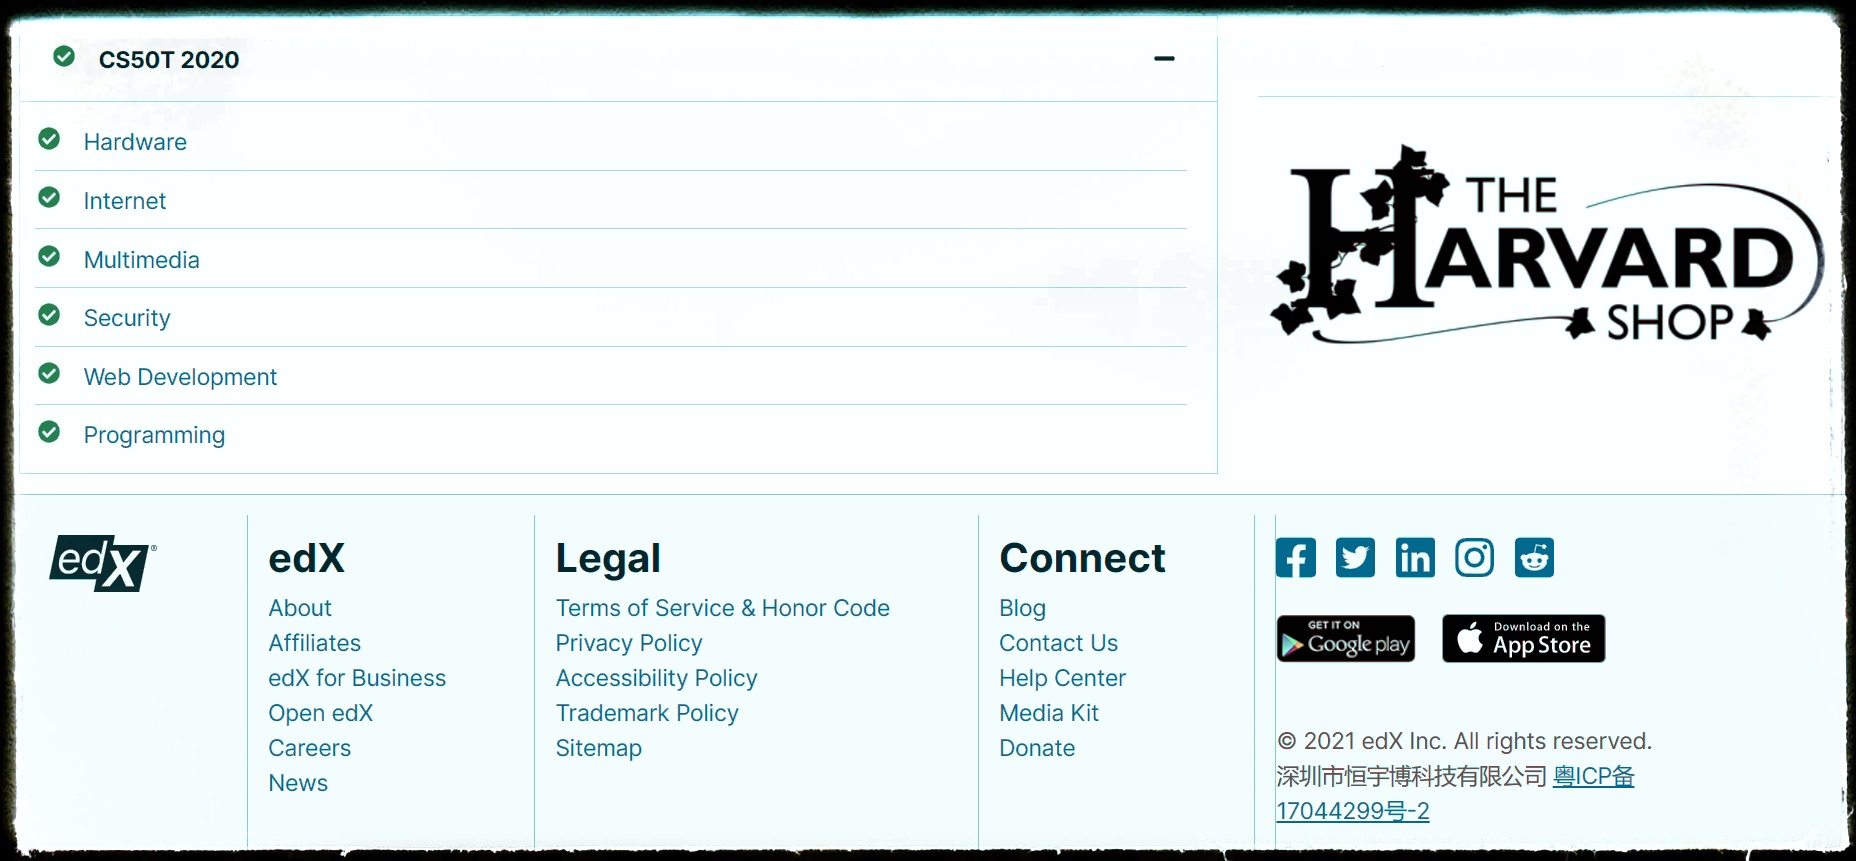 CS50T 2020
Hardware
Internet
Multimedia
Security
Web Development
Programming
THE
HARVARD
SHOP
edX®
edX
About
Affiliates
edX for Business
Open edX
Careers
News
Legal
Terms of Service & Honor Code
Privacy Policy
Accessibility Policy
Trademark Policy
Sitemap
Connect
Blog
Contact Us
Help Center
Media Kit
Donate
GET IT ON
Google play
Download on the
App Store
© 2021 edX Inc. All rights reserved.
深圳市恒宇博科技有限公司 粤ICP备
17044299号-2